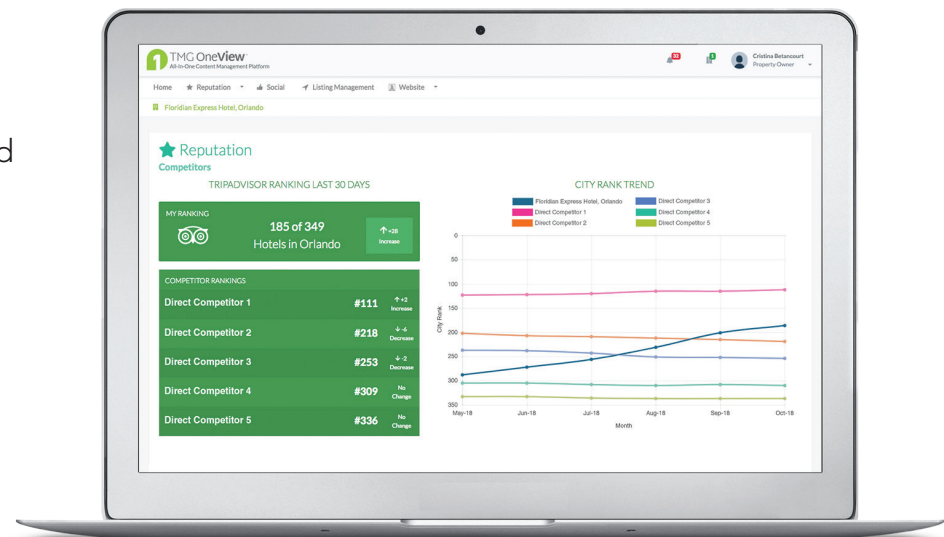 d
TMG OneView
All-In-One Content Management Platform
32
1
Cristina Betancourt
Property Owner
Home Reputation Social Listing Management Website
Floridian Express Hotel, Orlando
Reputation
Competitors
TRIPADVISOR RANKING LAST 30 DAYS
MY RANKING
185 of 349
Hotels in Orlando
+28
Increase
COMPETITOR RANKINGS
Direct Competitor 1 #111 +2 Increase
Direct Competitor 2 #218 -6 Decrease
Direct Competitor 3 #253 -2 Decrease
Direct Competitor 4 #309 No Change
Direct Competitor 5 #336 No Change
CITY RANK TREND
Floridian Express Hotel, Orlando Direct Competitor 3
Direct Competitor 1 Direct Competitor 4
Direct Competitor 2 Direct Competitor 5
City Rank
0
50
100
150
200
250
300
350
May-18 Jun-18 Jul-18 Aug-18 Sep-18 Oct-18
Month